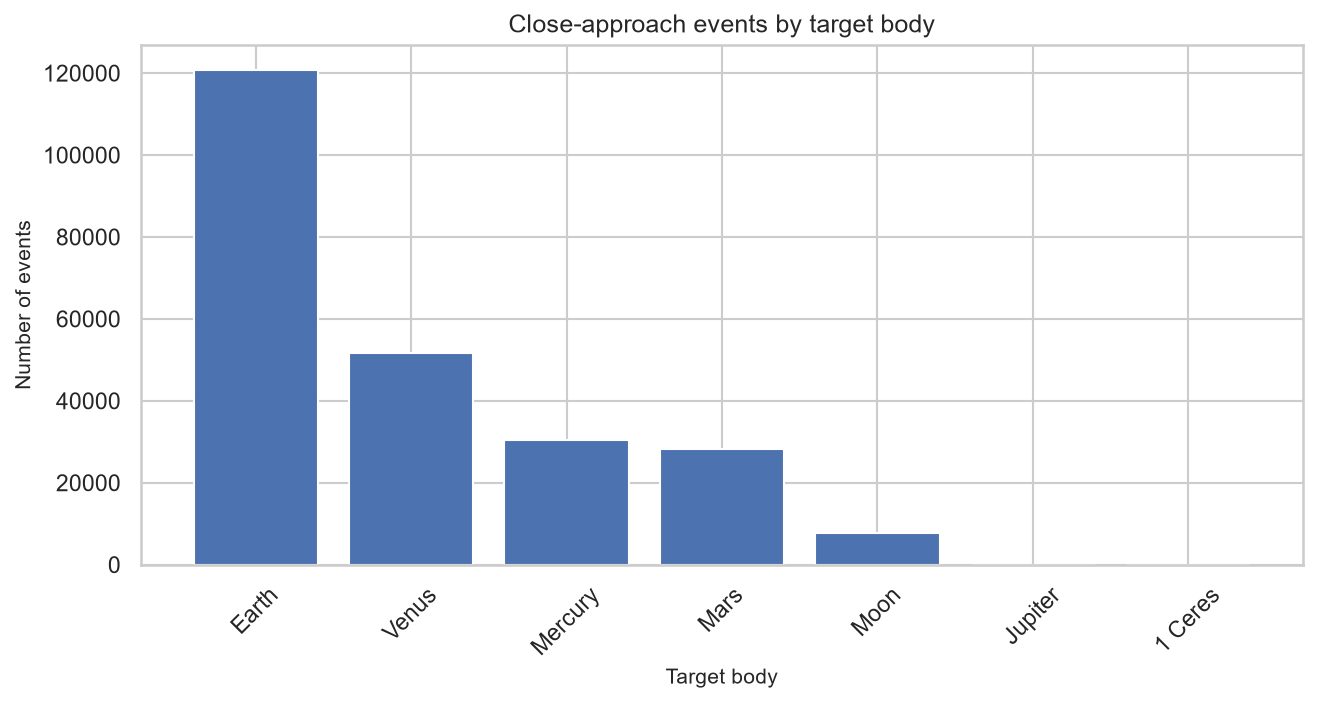 Close-approach events by target body
Number of events
120000
100000
80000
60000
40000
20000
0
Earth
Venus
Mercury
Mars
Moon
Jupiter
1 Ceres
Target body